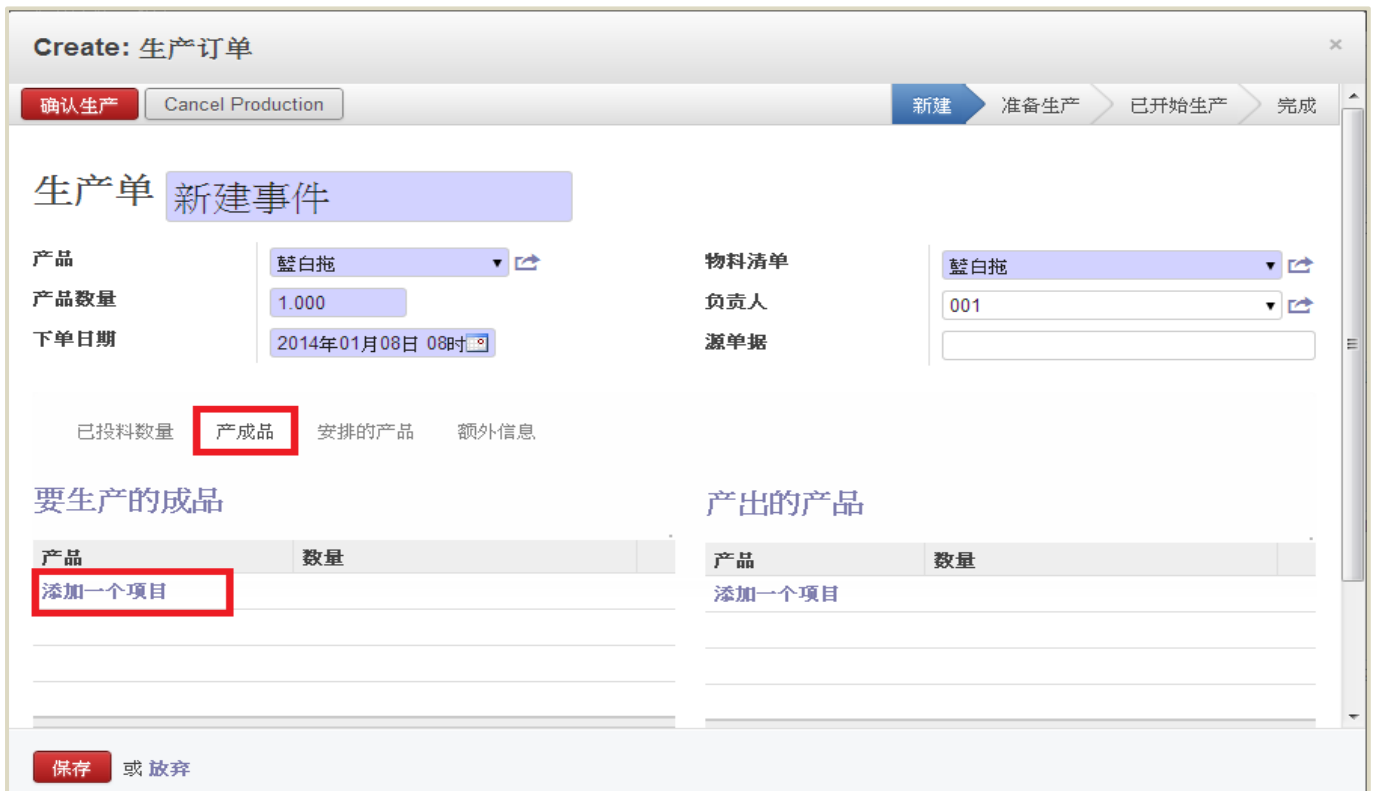 Create: 生产订单 ×
确认生产 Cancel Production 新建 准备生产 已开始生产 完成
生产单 新建事件
产品 藍白拖 物料清单 藍白拖
产品数量 1.000 负责人 001
下单日期 2014年01月08日 08时 源单据
已投料数量 产成品 安排的产品 额外信息
要生产的成品 产出的产品
产品 数量 产品 数量
添加一个项目 添加一个项目
保存 或 放弃